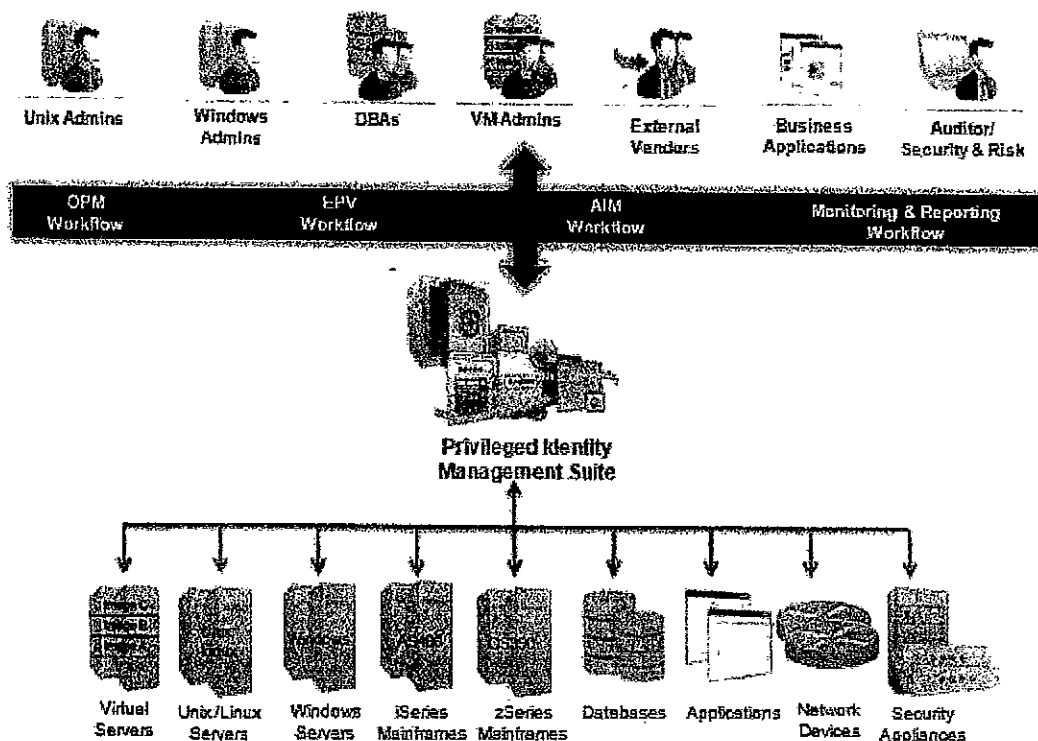 Unix Admins
Windows
Admins
DBAs
VM Admins
External
Vendors
Business
Applications
Auditor/
Security & Risk
OPM
Workflow
EPV
Workflow
AIM
Workflow
Monitoring & Reporting
Workflow
Privileged Identity
Management Suite
Virtual
Servers
Unix/Linux
Servers
Windows
Servers
iSeries
Mainframes
zSeries
Mainframes
Databases
Applications
Network
Devices
Security
Appliances